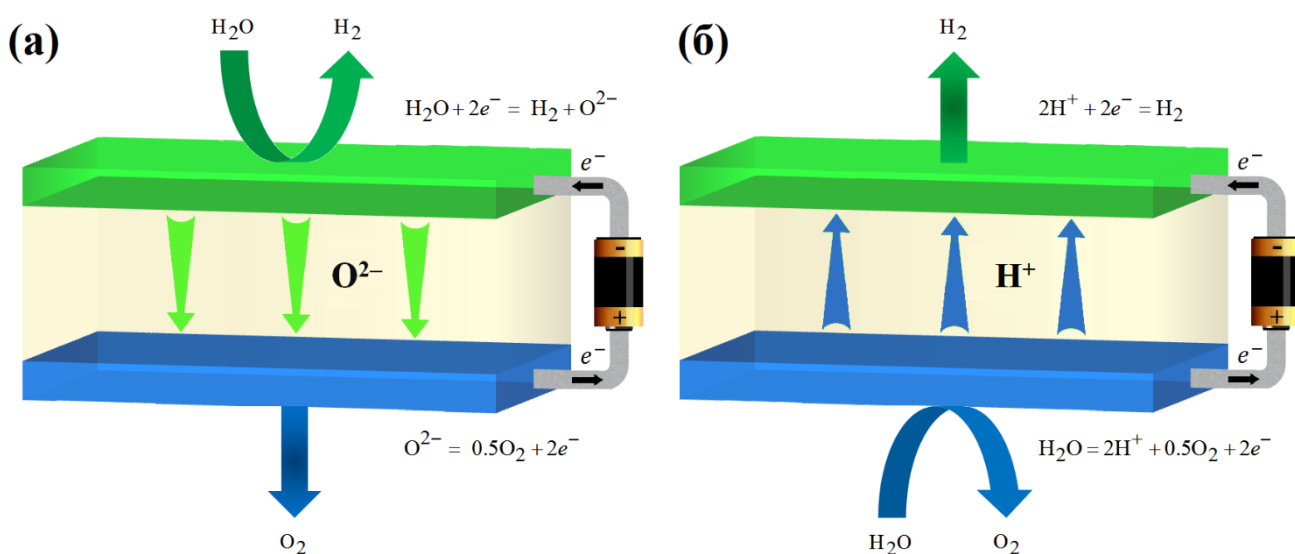 (а)
H₂O
H₂
H₂O + 2e⁻ = H₂ + O²⁻
e⁻
O²⁻
-
+
e⁻
O²⁻ = 0.5O₂ + 2e⁻
O₂
(б)
H₂
2H⁺ + 2e⁻ = H₂
e⁻
H⁺
-
+
e⁻
H₂O = 2H⁺ + 0.5O₂ + 2e⁻
H₂O
O₂